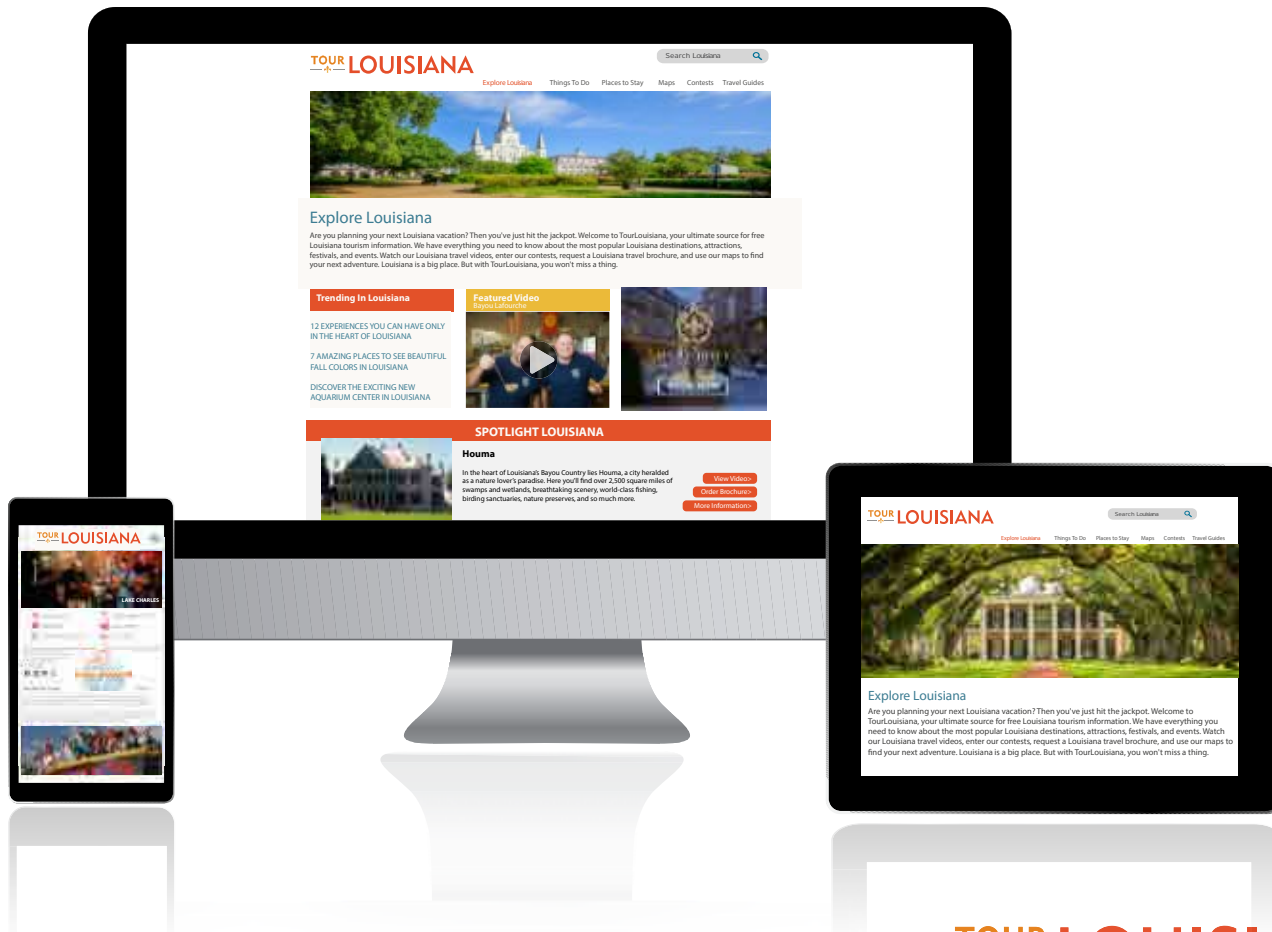 TOUR LOUISIANA
Search Louisiana
Explore Louisiana Things To Do Places to Stay Maps Contests Travel Guides
Explore Louisiana
Are you planning your next Louisiana vacation? Then you've just hit the jackpot. Welcome to TourLouisiana, your ultimate source for free
Louisiana tourism information. We have everything you need to know about the most popular Louisiana destinations, attractions,
festivals, and events. Watch our Louisiana travel videos, enter our contests, request a Louisiana travel brochure, and use our maps to find
your next adventure. Louisiana is a big place. But with TourLouisiana, you won't miss a thing.
Trending In Louisiana
12 EXPERIENCES YOU CAN HAVE ONLY
IN THE HEART OF LOUISIANA
7 AMAZING PLACES TO SEE BEAUTIFUL
FALL COLORS IN LOUISIANA
DISCOVER THE EXCITING NEW
AQUARIUM CENTER IN LOUISIANA
Featured Video
Bayou Lafourche
SPOTLIGHT LOUISIANA
Houma
In the heart of Louisiana's Bayou Country lies Houma, a city heralded
as a nature lover's paradise. Here you'll find over 2,500 square miles of
swamps and wetlands, breathtaking scenery, world-class fishing,
birding sanctuaries, nature preserves, and so much more.
View Video>
Order Brochure>
More Information>
TOUR LOUISIANA
LAKE CHARLES
TOUR LOUISIANA
Search Louisiana
Explore Louisiana Things To Do Places to Stay Maps Contests Travel Guides
Explore Louisiana
Are you planning your next Louisiana vacation? Then you've just hit the jackpot. Welcome to
TourLouisiana, your ultimate source for free Louisiana tourism information. We have everything you
need to know about the most popular Louisiana destinations, attractions, festivals, and events. Watch
our Louisiana travel videos, enter our contests, request a Louisiana travel brochure, and use our maps to
find your next adventure. Louisiana is a big place. But with TourLouisiana, you won't miss a thing.